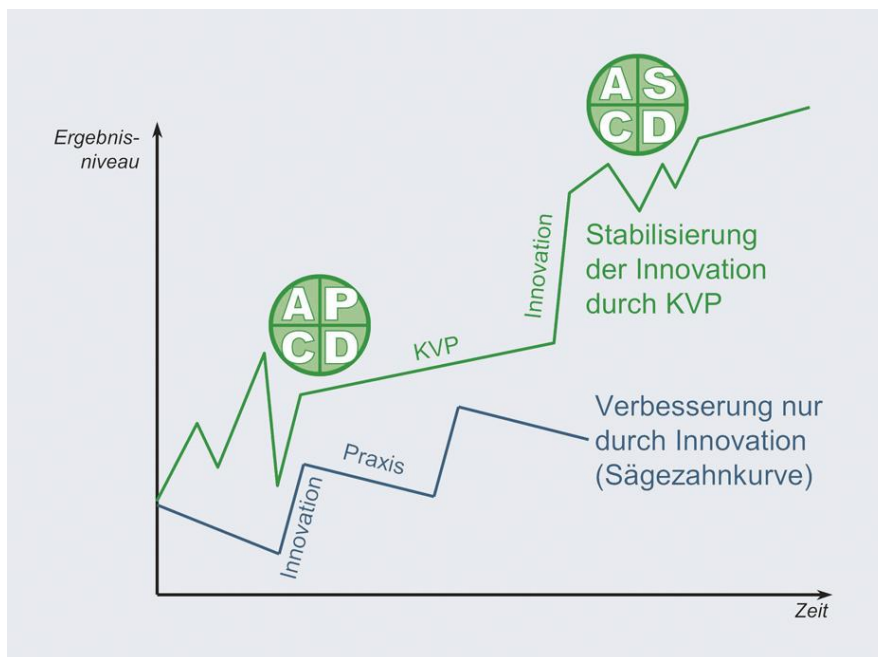 Ergebnis-
niveau
A S
C D
Innovation
Stabilisierung
der Innovation
durch KVP
A P
C D
KVP
Verbesserung nur
durch Innovation
(Sägezahnkurve)
Praxis
Innovation
Zeit